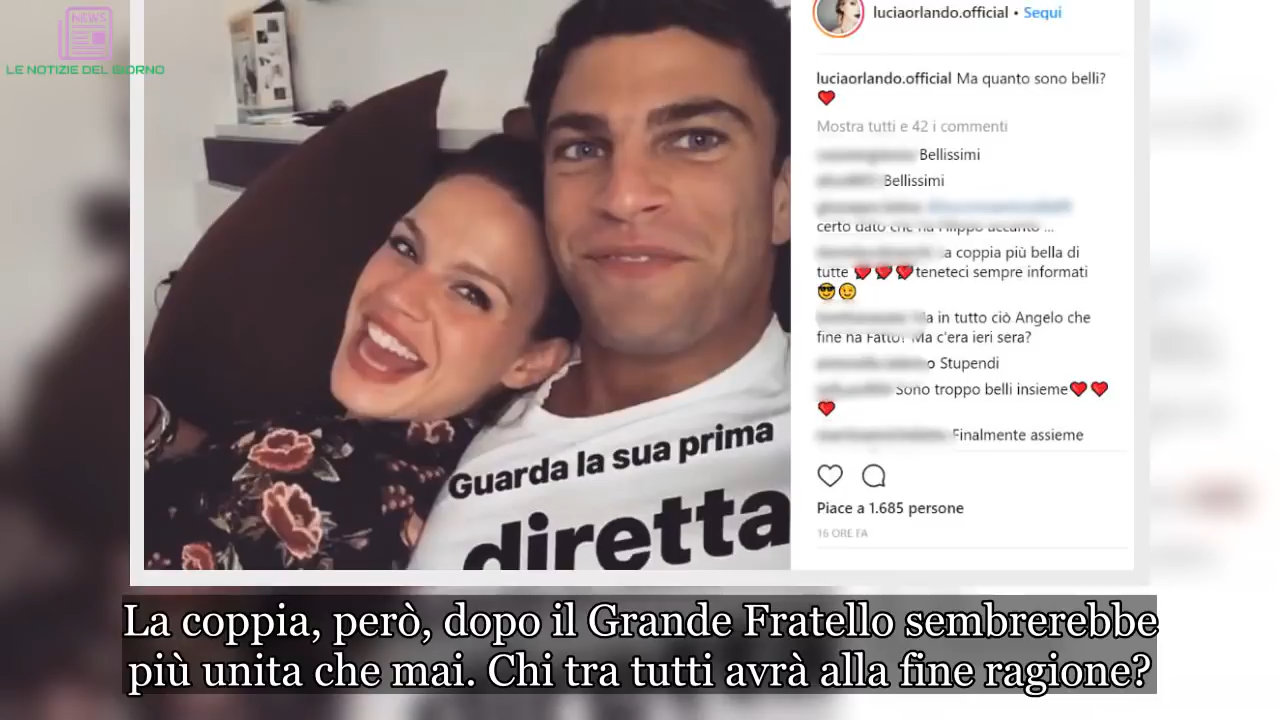 NEWS
LE NOTIZIE DEL GIORNO
luciaorlando.official • Segui
luciaorlando.official Ma quanto sono belli?
❤️
Mostra tutti e 42 i commenti
Bellissimi
Bellissimi
certo dato che ha Filippo accanto ...
La coppia più bella di
tutte ❤️ ❤️ ❤️ teneteci sempre informati
😎 😉
Ma in tutto ciò Angelo che
fine ha Fatto? Ma c'era ieri sera?
Stupendi
Sono troppo belli insieme ❤️ ❤️
❤️
Finalmente assieme
Piace a 1.685 persone
16 ORE FA
Guarda la sua prima
diretta
La coppia, però, dopo il Grande Fratello sembrerebbe
più unita che mai. Chi tra tutti avrà alla fine ragione?